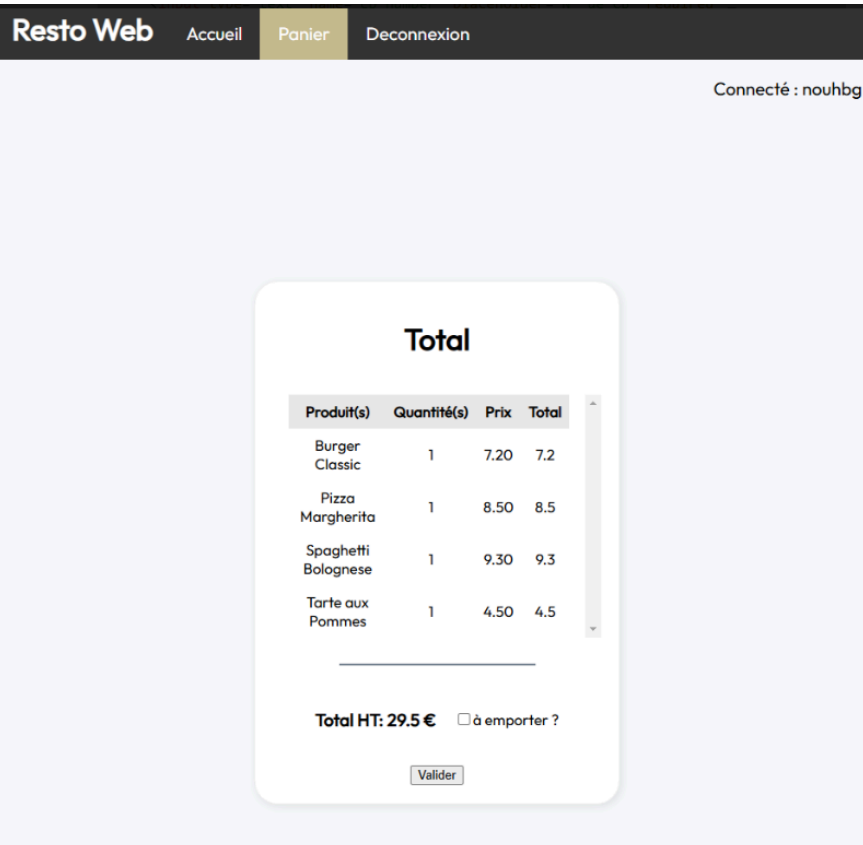 Resto Web Accueil Panier Deconnexion
Connecté : nouhbg
Total
Produit(s) Quantité(s) Prix Total
Burger
Classic 1 7.20 7.2
Pizza
Margherita 1 8.50 8.5
Spaghetti
Bolognese 1 9.30 9.3
Tarte aux
Pommes 1 4.50 4.5
Total HT: 29.5 € à emporter ?
Valider